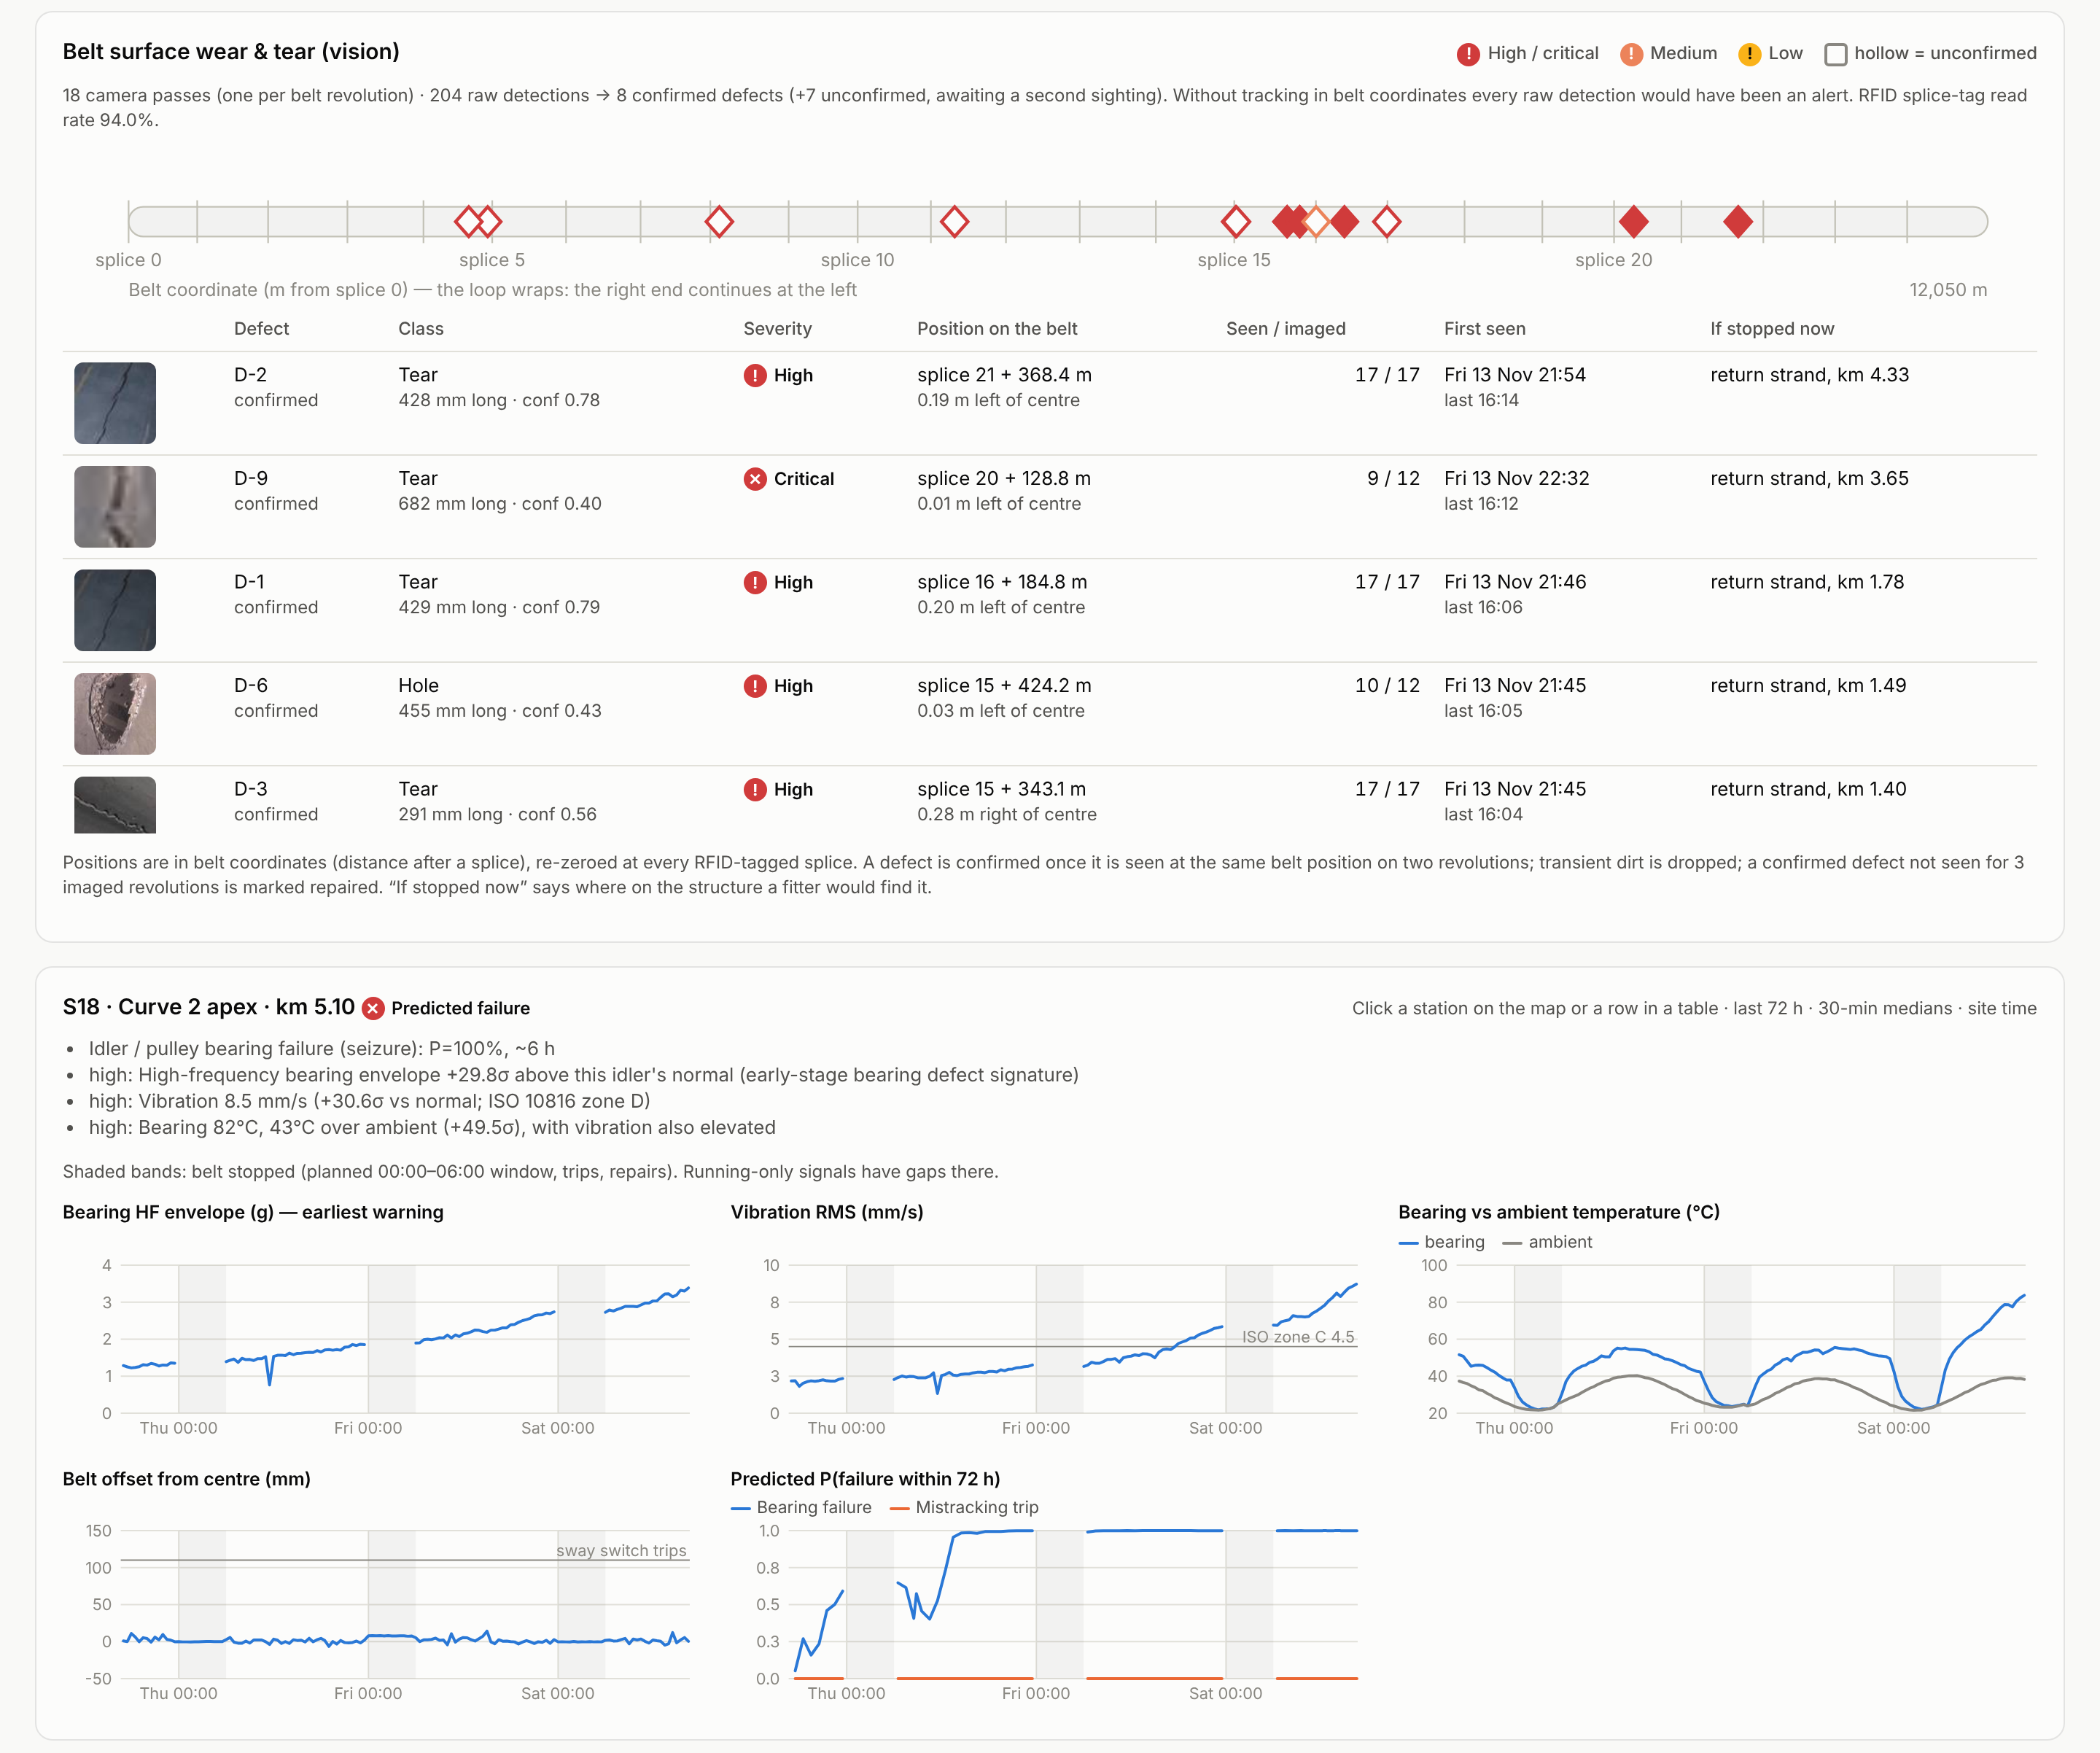 Belt surface wear & tear (vision)
! High / critical ! Medium ! Low hollow = unconfirmed
18 camera passes (one per belt revolution) · 204 raw detections → 8 confirmed defects (+7 unconfirmed, awaiting a second sighting). Without tracking in belt coordinates every raw detection would have been an alert. RFID splice-tag read
rate 94.0%.
splice 0 splice 5 splice 10 splice 15 splice 20
Belt coordinate (m from splice 0) — the loop wraps: the right end continues at the left 12,050 m
Defect Class Severity Position on the belt Seen / imaged First seen If stopped now
D-2 Tear ! High splice 21 + 368.4 m 17 / 17 Fri 13 Nov 21:54 return strand, km 4.33
confirmed 428 mm long · conf 0.78 0.19 m left of centre last 16:14
D-9 Tear Critical splice 20 + 128.8 m 9 / 12 Fri 13 Nov 22:32 return strand, km 3.65
confirmed 682 mm long · conf 0.40 0.01 m left of centre last 16:12
D-1 Tear ! High splice 16 + 184.8 m 17 / 17 Fri 13 Nov 21:46 return strand, km 1.78
confirmed 429 mm long · conf 0.79 0.20 m left of centre last 16:06
D-6 Hole ! High splice 15 + 424.2 m 10 / 12 Fri 13 Nov 21:45 return strand, km 1.49
confirmed 455 mm long · conf 0.43 0.03 m left of centre last 16:05
D-3 Tear ! High splice 15 + 343.1 m 17 / 17 Fri 13 Nov 21:45 return strand, km 1.40
confirmed 291 mm long · conf 0.56 0.28 m right of centre last 16:04
Positions are in belt coordinates (distance after a splice), re-zeroed at every RFID-tagged splice. A defect is confirmed once it is seen at the same belt position on two revolutions; transient dirt is dropped; a confirmed defect not seen for 3
imaged revolutions is marked repaired. “If stopped now” says where on the structure a fitter would find it.
S18 · Curve 2 apex · km 5.10 Predicted failure
Click a station on the map or a row in a table · last 72 h · 30-min medians · site time
• Idler / pulley bearing failure (seizure): P=100%, ~6 h
• high: High-frequency bearing envelope +29.8σ above this idler's normal (early-stage bearing defect signature)
• high: Vibration 8.5 mm/s (+30.6σ vs normal; ISO 10816 zone D)
• high: Bearing 82°C, 43°C over ambient (+49.5σ), with vibration also elevated
Shaded bands: belt stopped (planned 00:00–06:00 window, trips, repairs). Running-only signals have gaps there.
Bearing HF envelope (g) — earliest warning
4
3
2
1
0
Thu 00:00 Fri 00:00 Sat 00:00
Vibration RMS (mm/s)
10
8
5
3
0
ISO zone C 4.5
Thu 00:00 Fri 00:00 Sat 00:00
Bearing vs ambient temperature (°C)
bearing ambient
100
80
60
40
20
Thu 00:00 Fri 00:00 Sat 00:00
Belt offset from centre (mm)
150
100
50
0
-50
sway switch trips
Thu 00:00 Fri 00:00 Sat 00:00
Predicted P(failure within 72 h)
Bearing failure Mistracking trip
1.0
0.8
0.5
0.3
0.0
Thu 00:00 Fri 00:00 Sat 00:00